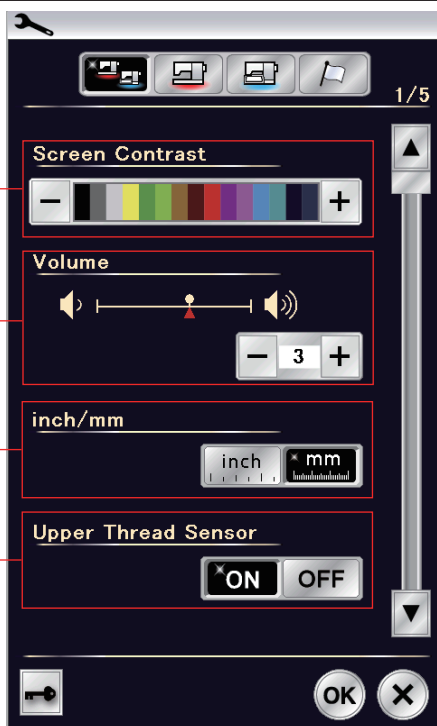 1/5
Screen Contrast
− +
Volume
− 3 +
inch/mm
inch mm
Upper Thread Sensor
ON OFF
OK ×